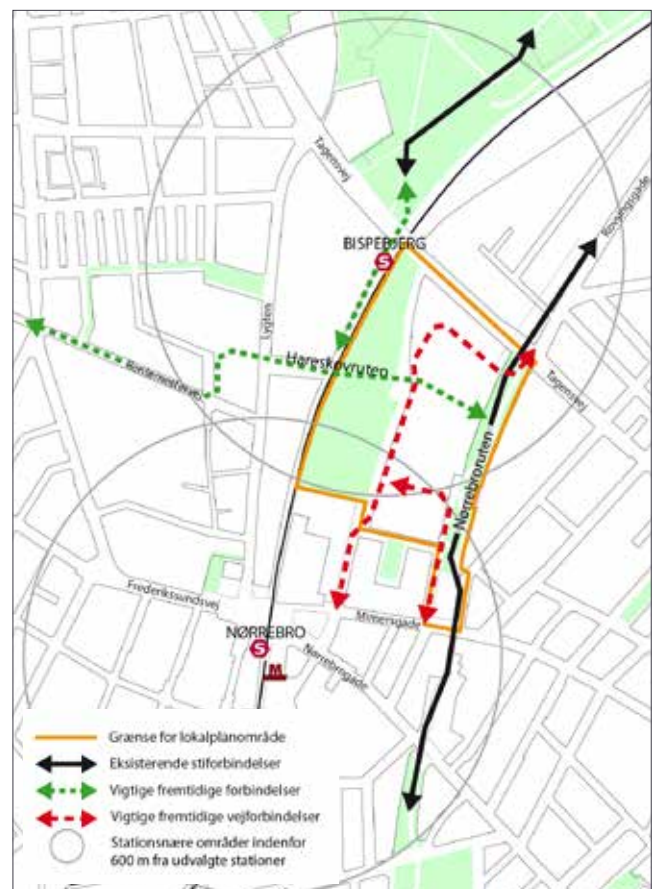 Tagensvej
Rovsingsgade
BISPEBJERG
S
Lygten
Hareskovruten
Tagensvej
Nørrebroruten
Frederikssundsvej
Mimersgade
NØRREBRO
S
M
Nørrebrogade
Grænse for lokalplanområde
Eksisterende stiforbindelser
Vigtige fremtidige forbindelser
Vigtige fremtidige vejforbindelser
Stationsnære områder indenfor
600 m fra udvalgte stationer